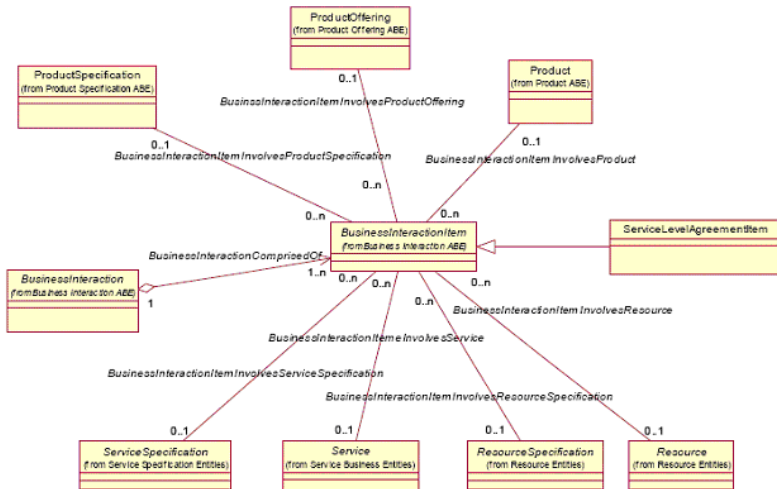 ProductOffering
(from Product Offering ABE)
ProductSpecification
(from Product Specification ABE)
Product
(from Product ABE)
0..1
BusinssInteractionItemInvolvesProductOffering
0..1
0..1
BusinessInteractionItemInvolvesProductSpecification
BusinessInteractionItemInvolvesProduct
0..n
0..n
0..n
BusinessInteractionItem
(from Business Interaction ABE)
ServiceLevelAgreementItem
BusinessInteractionComprisedOf..
1..n
BusinessInteraction
(from Business Interaction ABE)
1
0..n
0..n
0..n
0..n
BusinessInteractionItemInvolvesResource
BusinessInteractionItemeInvolvesService
BusinessInteractionItemInvolvesServiceSpecification
BusinessInteractionItemInvolvesResourceSpecification
0..1
0..1
0..1
0..1
ServiceSpecification
(from Service Specification Entities)
Service
(from Service Business Entities)
ResourceSpecification
(from Resource Entities)
Resource
(from Resource Entities)